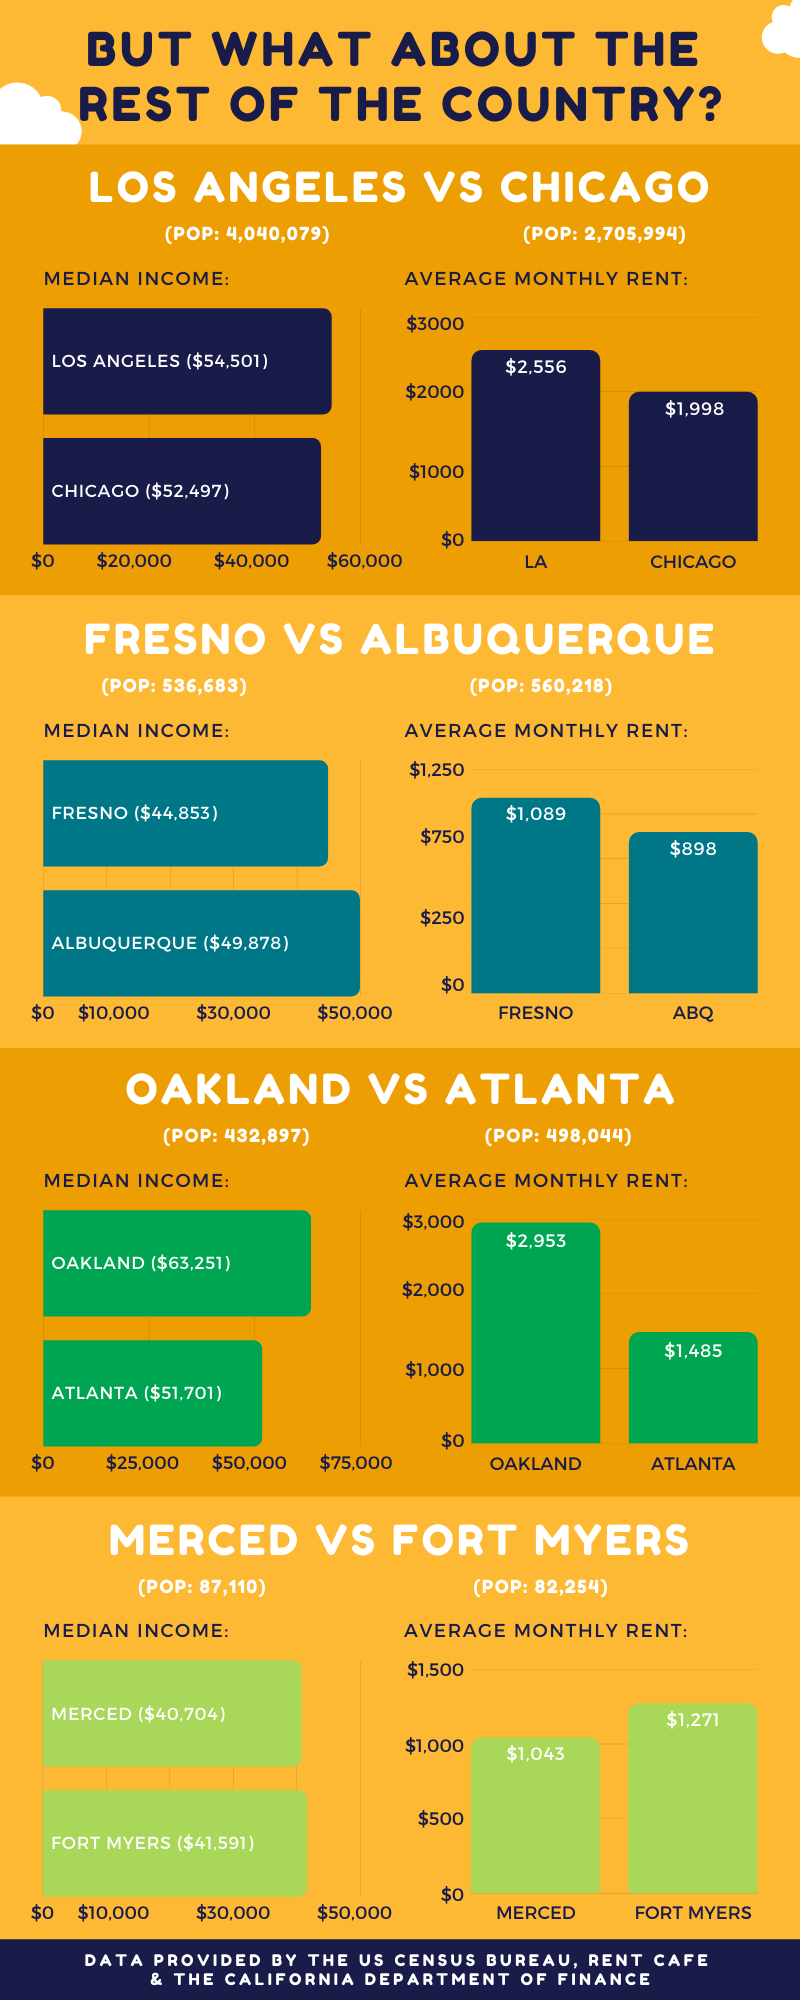 BUT WHAT ABOUT THE
REST OF THE COUNTRY?
LOS ANGELES VS CHICAGO
(POP: 4,040,079) (POP: 2,705,994)
MEDIAN INCOME:
LOS ANGELES ($54,501)
CHICAGO ($52,497)
$0 $20,000 $40,000 $60,000
AVERAGE MONTHLY RENT:
$3000
$2000
$1000
$0
$2,556
$1,998
LA CHICAGO
FRESNO VS ALBUQUERQUE
(POP: 536,683) (POP: 560,218)
MEDIAN INCOME:
FRESNO ($44,853)
ALBUQUERQUE ($49,878)
$0 $10,000 $30,000 $50,000
AVERAGE MONTHLY RENT:
$1,250
$750
$250
$0
$1,089
$898
FRESNO ABQ
OAKLAND VS ATLANTA
(POP: 432,897) (POP: 498,044)
MEDIAN INCOME:
OAKLAND ($63,251)
ATLANTA ($51,701)
$0 $25,000 $50,000 $75,000
AVERAGE MONTHLY RENT:
$3,000
$2,000
$1,000
$0
$2,953
$1,485
OAKLAND ATLANTA
MERCED VS FORT MYERS
(POP: 87,110) (POP: 82,254)
MEDIAN INCOME:
MERCED ($40,704)
FORT MYERS ($41,591)
$0 $10,000 $30,000 $50,000
AVERAGE MONTHLY RENT:
$1,500
$1,000
$500
$0
$1,043
$1,271
MERCED FORT MYERS
DATA PROVIDED BY THE US CENSUS BUREAU, RENT CAFE
& THE CALIFORNIA DEPARTMENT OF FINANCE